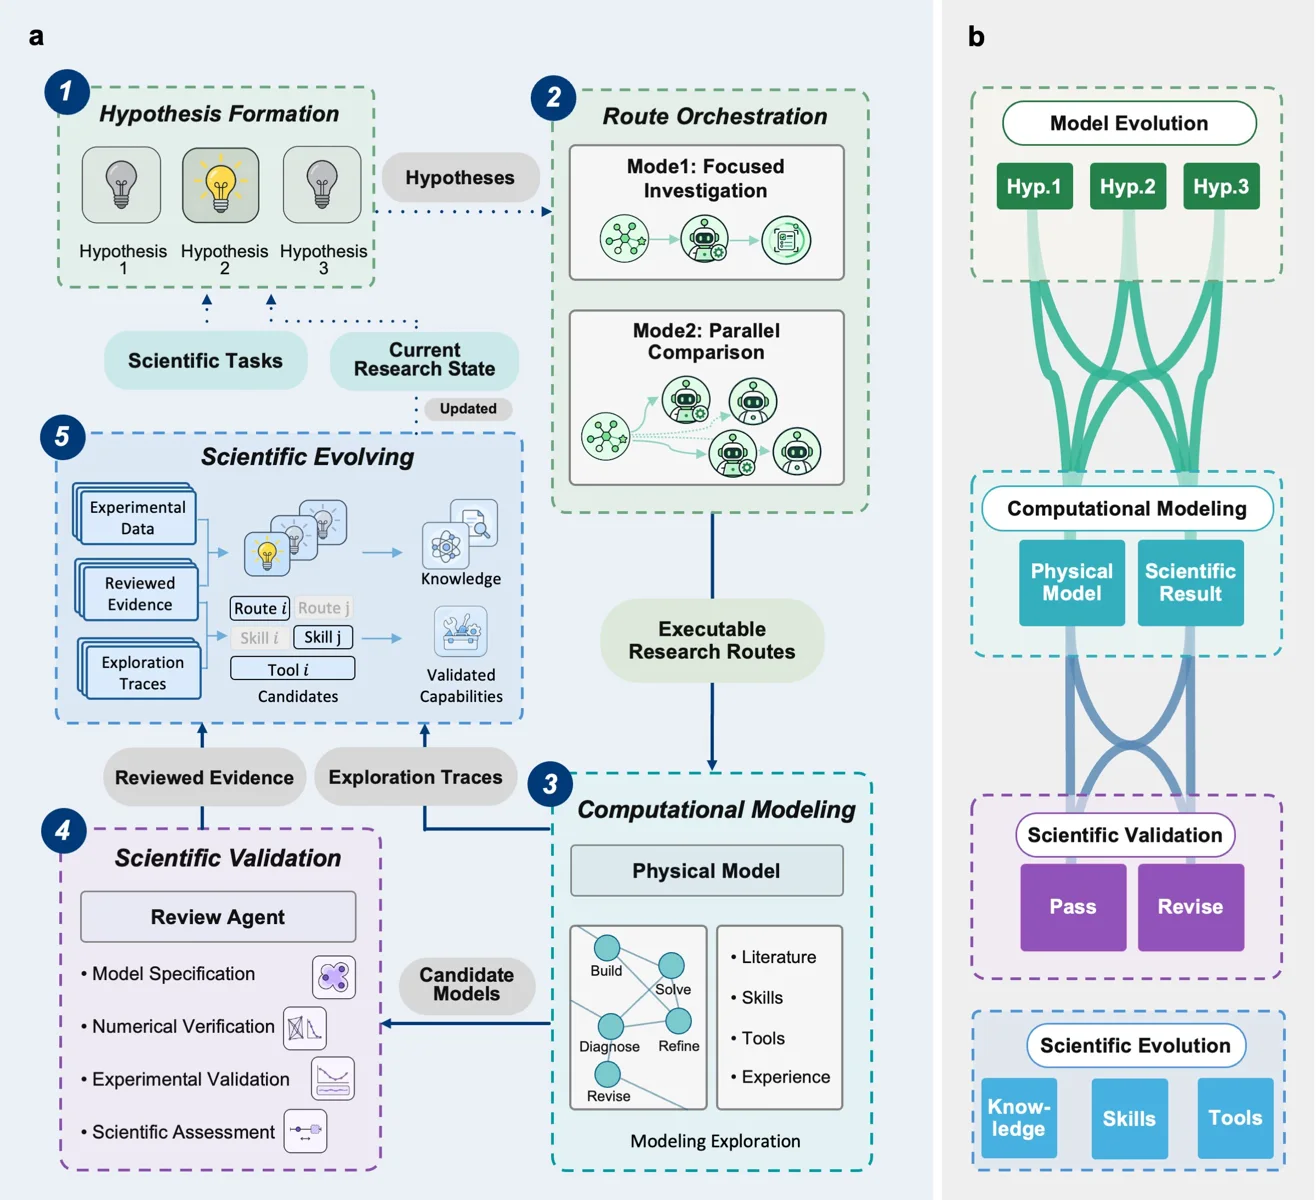 a
1
Hypothesis Formation
Hypothesis
1
Hypothesis
2
Hypothesis
3
Hypotheses
Scientific Tasks
Current
Research State
Updated
2
Route Orchestration
Mode1: Focused
Investigation
Mode2: Parallel
Comparison
Executable
Research Routes
5
Scientific Evolving
Experimental
Data
Reviewed
Evidence
Exploration
Traces
Route i
Route j
Skill i
Skill j
Tool i
Candidates
Knowledge
Validated
Capabilities
Reviewed Evidence
Exploration Traces
3
Computational Modeling
Physical Model
Build
Solve
Diagnose
Refine
Revise
• Literature
• Skills
• Tools
• Experience
Modeling Exploration
Candidate
Models
4
Scientific Validation
Review Agent
• Model Specification
• Numerical Verification
• Experimental Validation
• Scientific Assessment
b
Model Evolution
Hyp.1
Hyp.2
Hyp.3
Computational Modeling
Physical
Model
Scientific
Result
Scientific Validation
Pass
Revise
Scientific Evolution
Know-
ledge
Skills
Tools